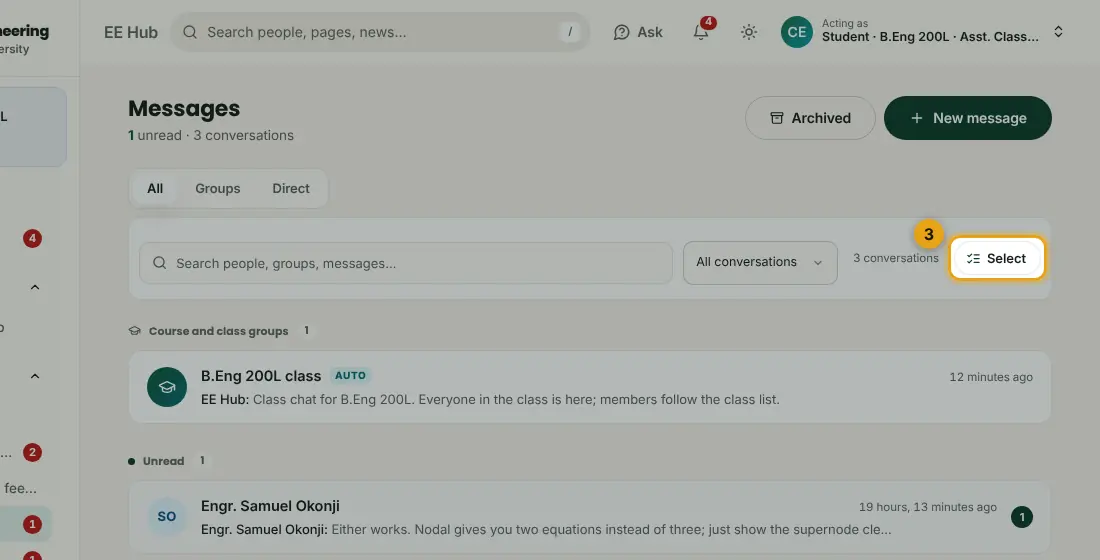 neering
ersity
EE Hub
Search people, pages, news...
/
Ask
4
CE
Acting as
Student · B.Eng 200L · Asst. Class...
L
Messages
1 unread · 3 conversations
Archived
New message
All
Groups
Direct
4
3
Search people, groups, messages...
All conversations
3 conversations
Select
Course and class groups 1
B.Eng 200L class AUTO
12 minutes ago
EE Hub: Class chat for B.Eng 200L. Everyone in the class is here; members follow the class list.
... 2
Unread 1
fee...
SO
Engr. Samuel Okonji
19 hours, 13 minutes ago
Engr. Samuel Okonji: Either works. Nodal gives you two equations instead of three; just show the supernode cle...
1
1
1